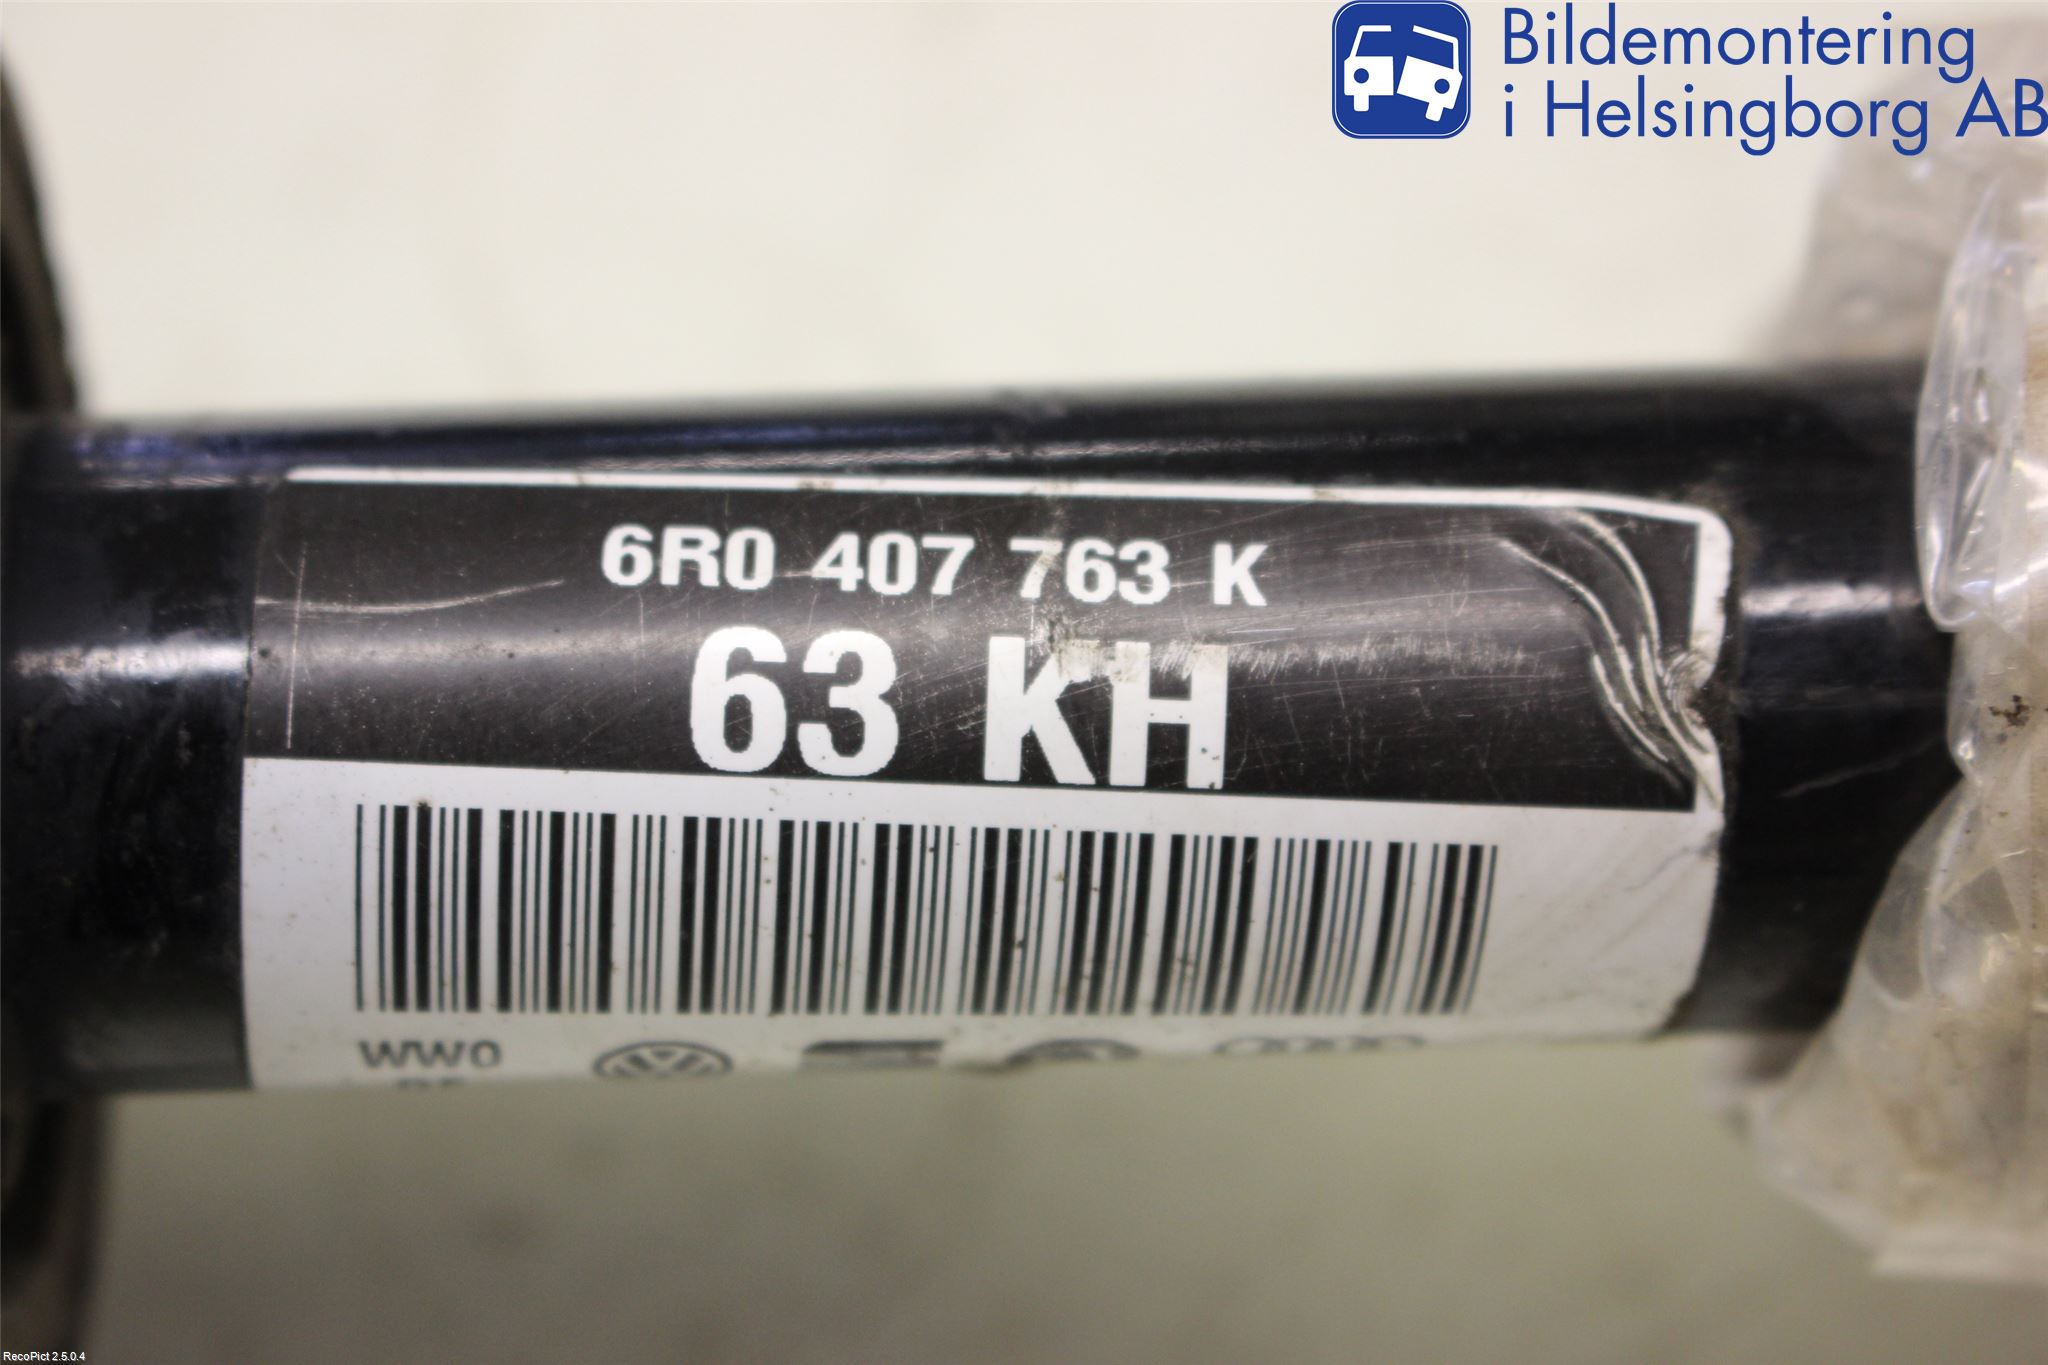 Bildemontering
i Helsingborg AB
6R0 407 763 K
63 KH
WW0
RecoPict 2.5.0.4